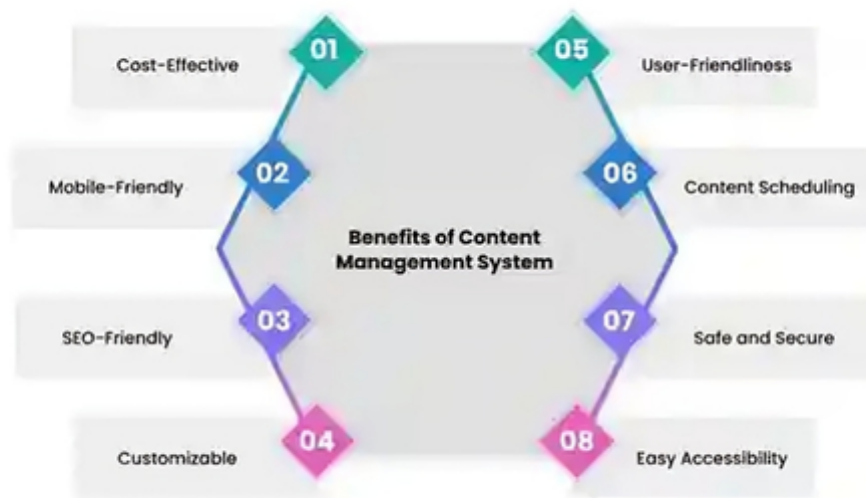 01
Cost-Effective
02
Mobile-Friendly
03
SEO-Friendly
04
Customizable
Benefits of Content
Management System
05
User-Friendliness
06
Content Scheduling
07
Safe and Secure
08
Easy Accessibility